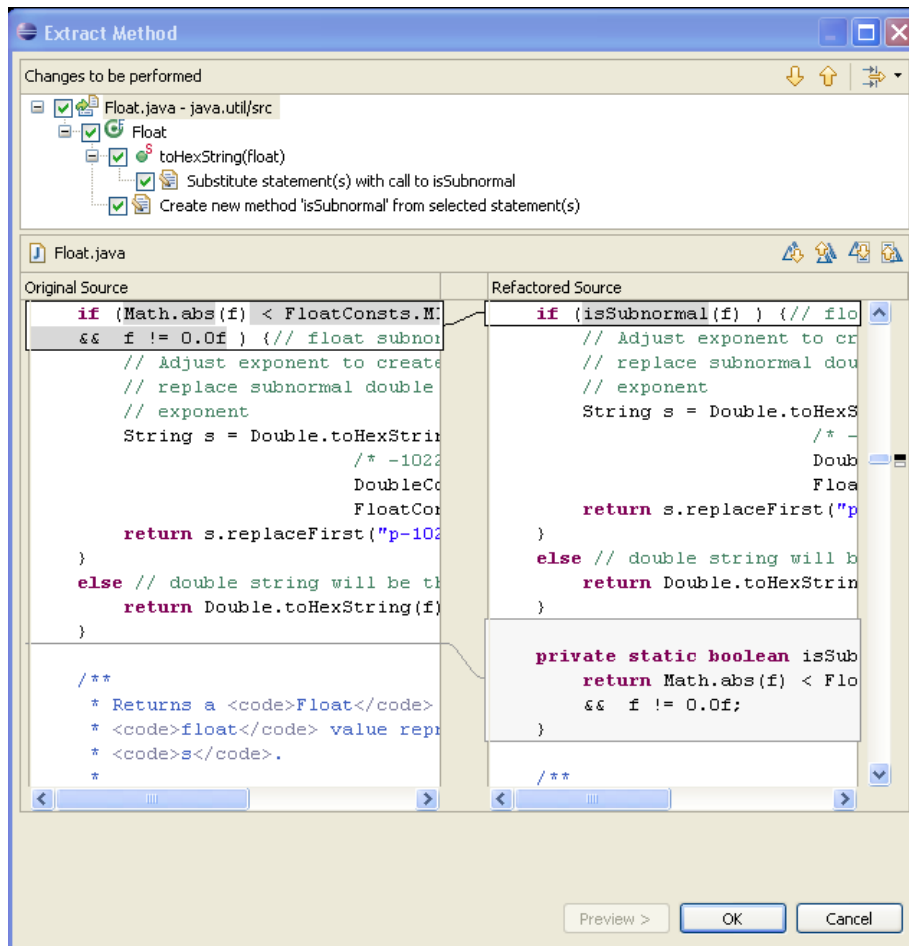 Extract Method
Changes to be performed
Float.java - java.util/src
Float
toHexString(float)
Substitute statement(s) with call to isSubnormal
Create new method 'isSubnormal' from selected statement(s)
Float.java
Original Source
if (Math.abs(f) < FloatConsts.MI
&& f != 0.0f ) {// float subnor
// Adjust exponent to create
// replace subnormal double
// exponent
String s = Double.toHexStrin
/* -1022
DoubleCo
FloatCon
return s.replaceFirst("p-102
}
else // double string will be th
return Double.toHexString(f)
}
/**
* Returns a <code>Float</code>
* <code>float</code> value repr
* <code>s</code>.
*
Refactored Source
if (isSubnormal(f) ) {// flo
// Adjust exponent to cr
// replace subnormal dou
// exponent
String s = Double.toHexS
/* -
Doub
Floa
return s.replaceFirst("p
}
else // double string will b
return Double.toHexStrin
}
private static boolean isSub
return Math.abs(f) < Flo
&& f != 0.0f;
}
/**
Preview >
OK
Cancel